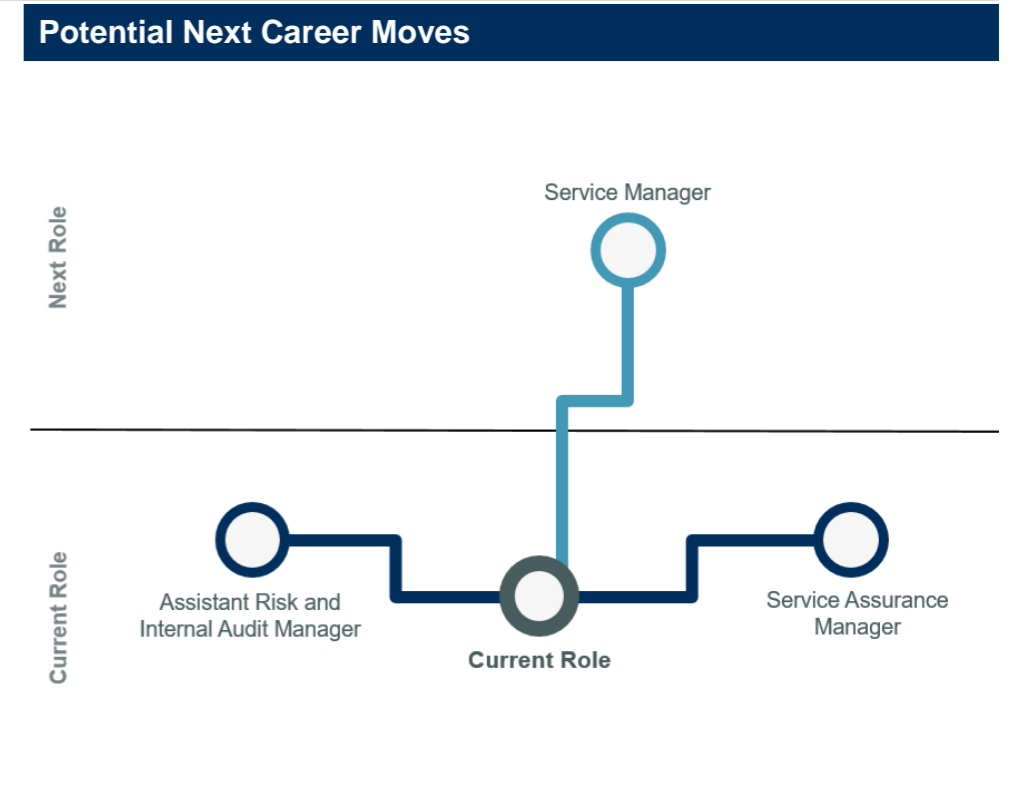 Potential Next Career Moves
Service Manager
Next Role
Assistant Risk and
Internal Audit Manager
Service Assurance
Manager
Current Role
Current Role